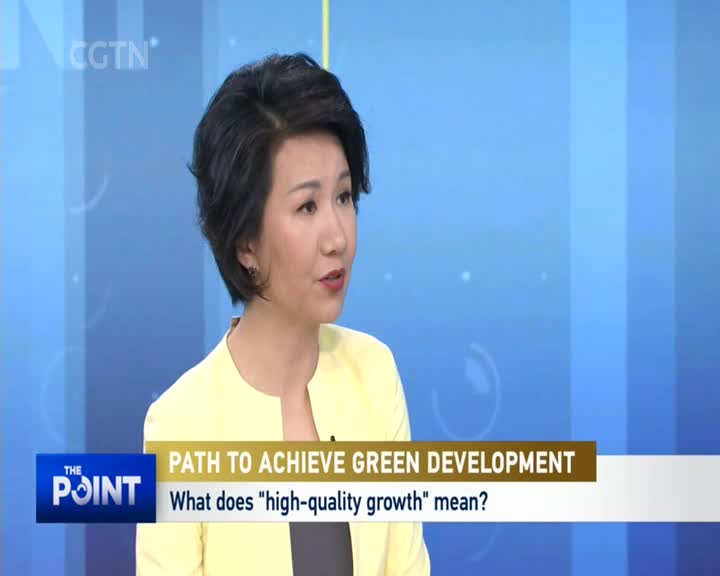 CGTN
PATH TO ACHIEVE GREEN DEVELOPMENT
THE
POINT
What does "high-quality growth" mean?